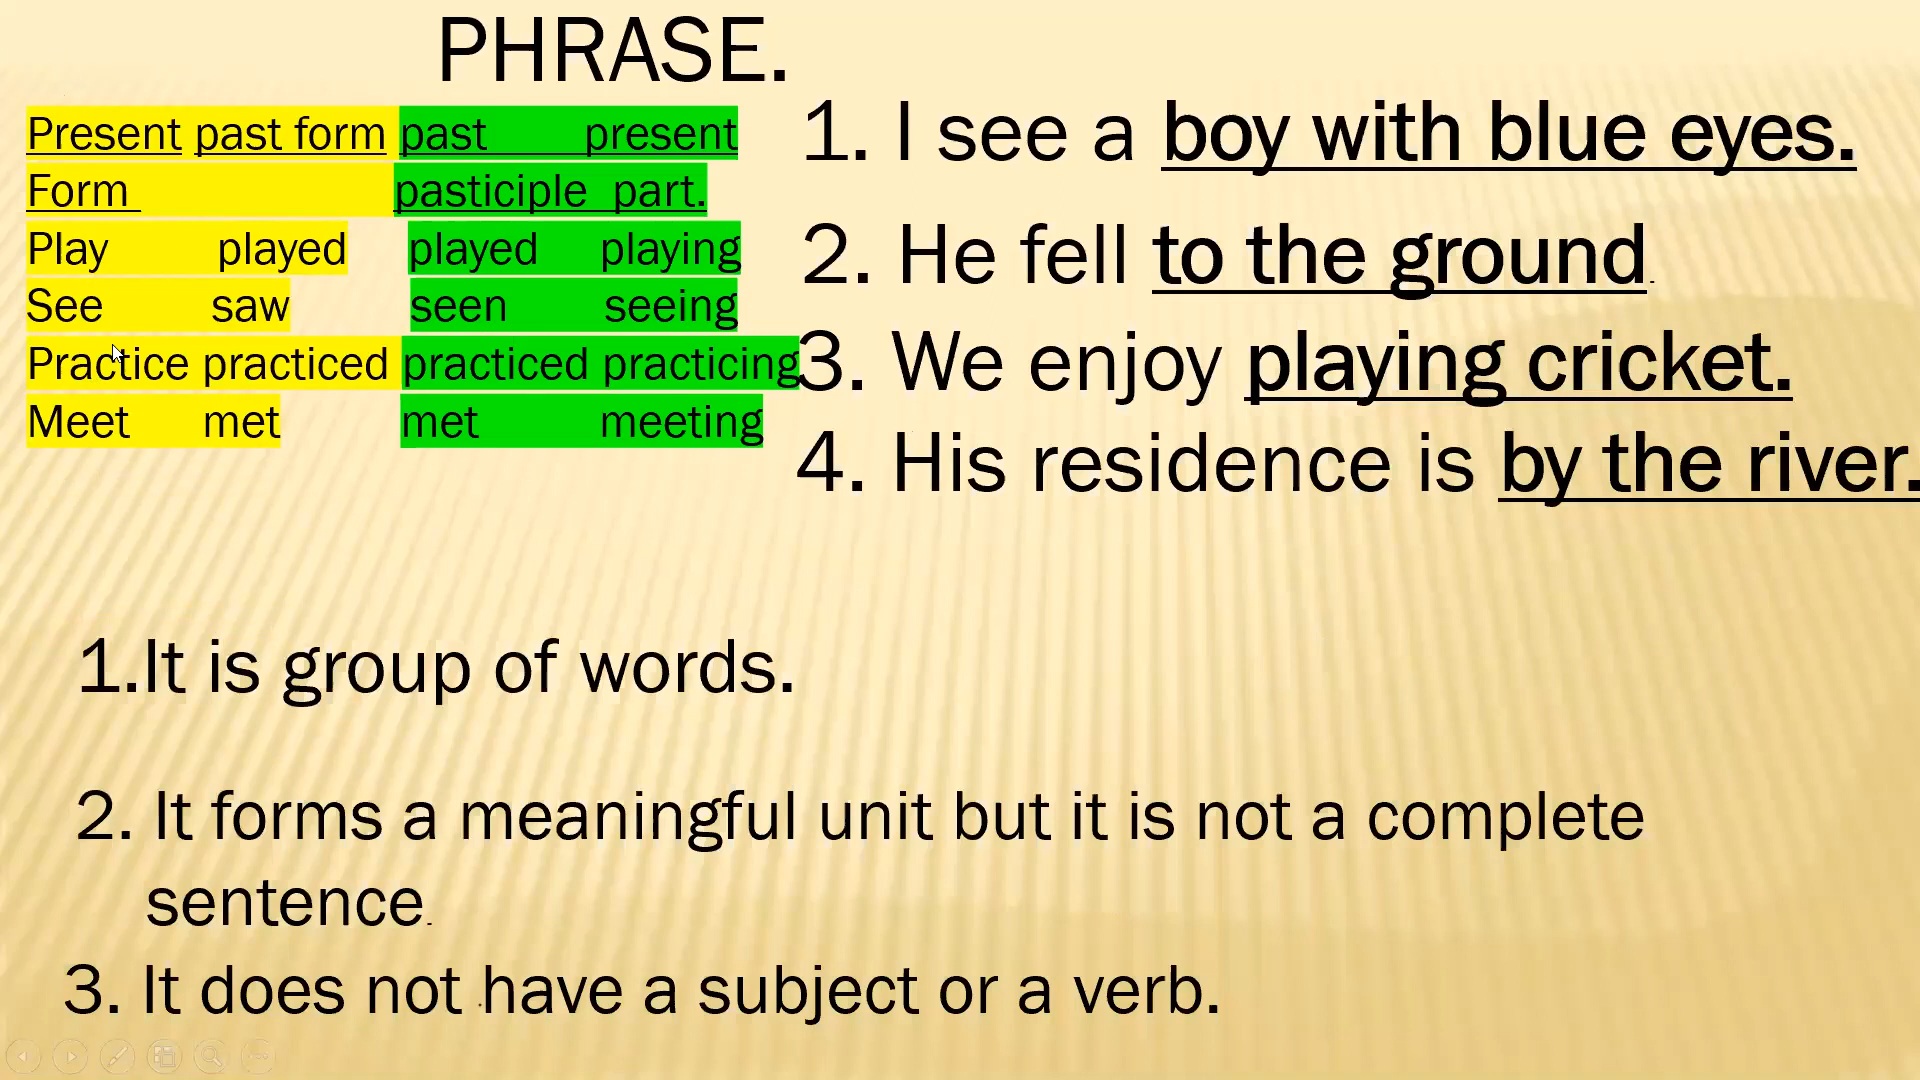 PHRASE.
Present past form past present
Form pasticiple part.
Play played played playing
See saw seen seeing
Practice practiced practiced practicing
Meet met met meeting
1. I see a boy with blue eyes.
2. He fell to the ground.
3. We enjoy playing cricket.
4. His residence is by the river.
1.It is group of words.
2. It forms a meaningful unit but it is not a complete
sentence.
3. It does not have a subject or a verb.